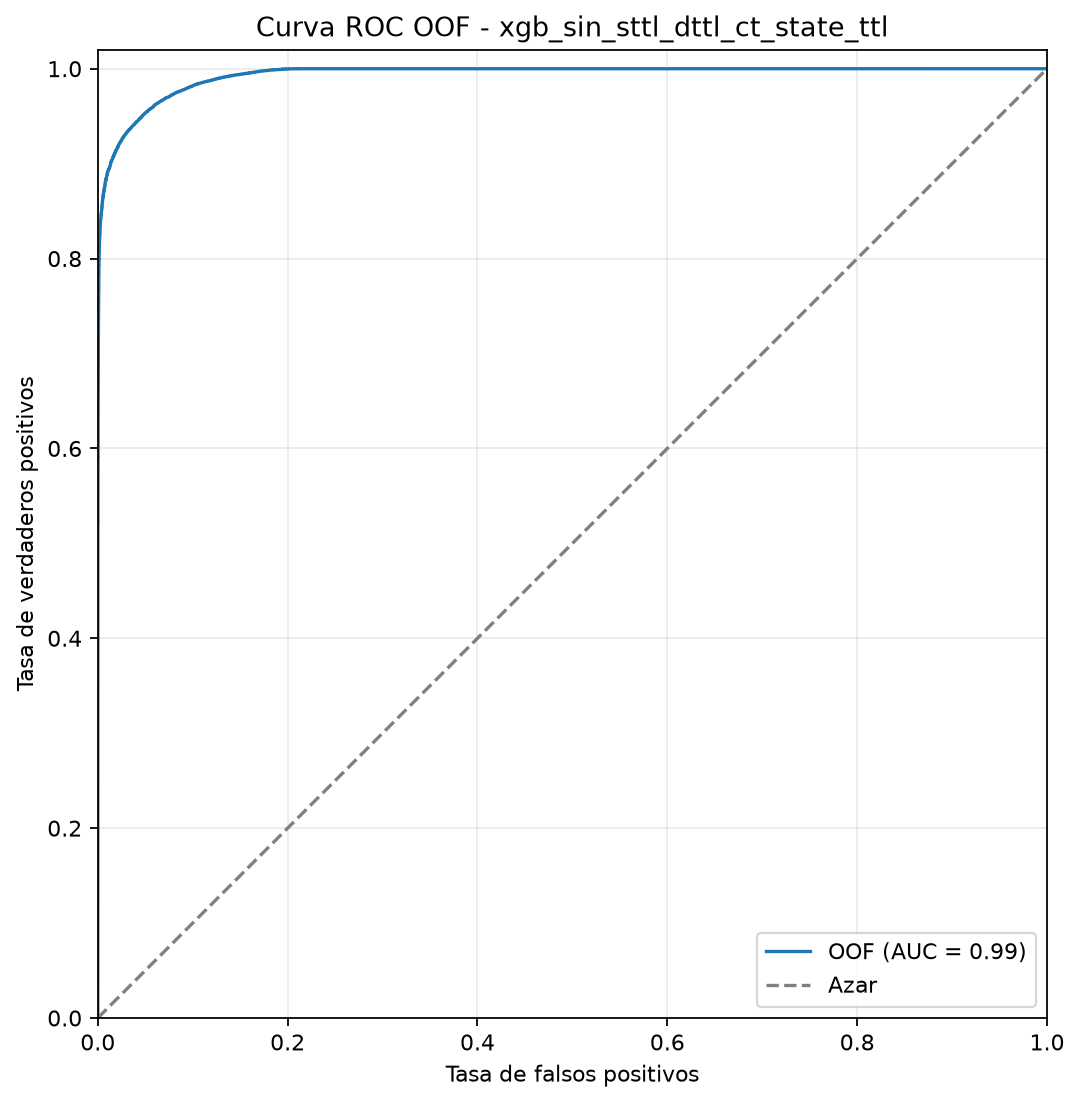 Curva ROC OOF - xgb_sin_sttl_dttl_ct_state_ttl
Tasa de verdaderos positivos
1.0
0.8
0.6
0.4
0.2
0.0
OOF (AUC = 0.99)
Azar
0.0 0.2 0.4 0.6 0.8 1.0
Tasa de falsos positivos